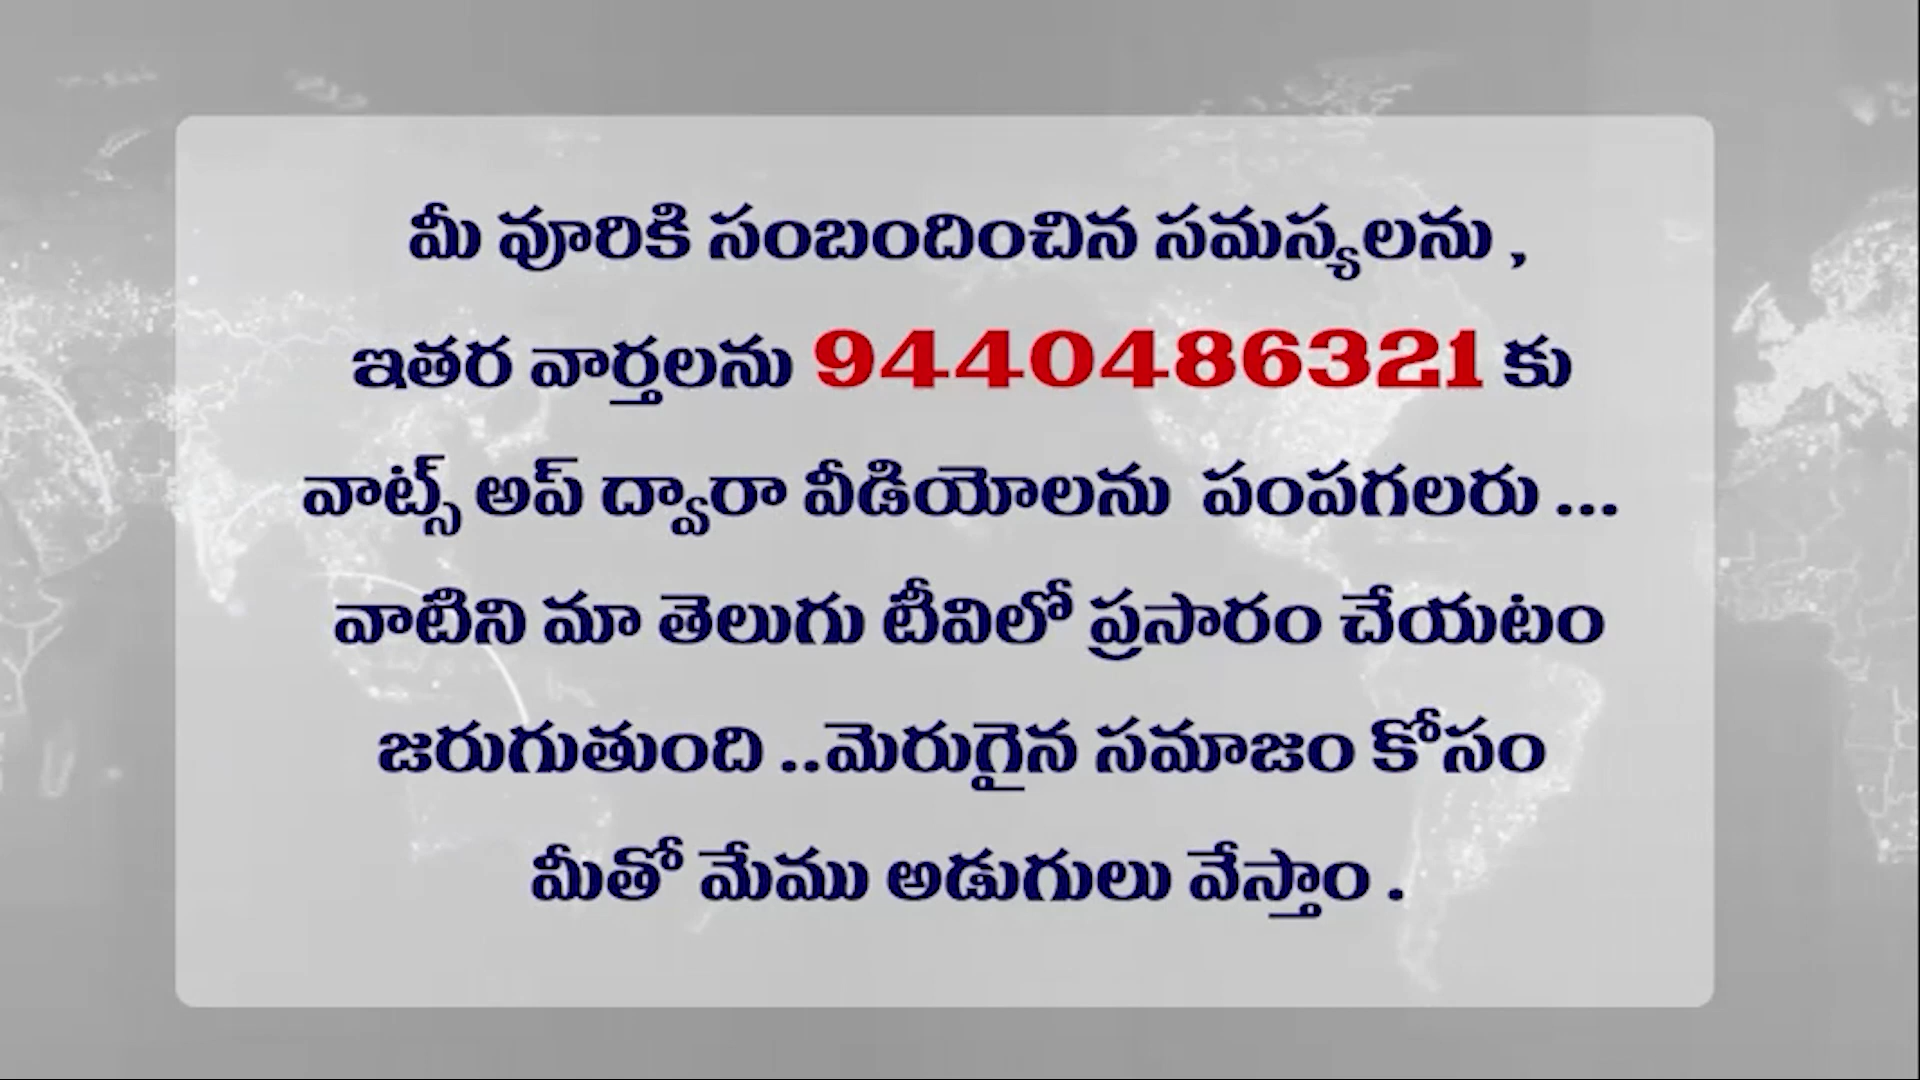 మీ వూరికి సంబందించిన సమస్యలను ,
ఇతర వార్తలను 9440486321 కు
వాట్స్ అప్ ద్వారా వీడియోలను పంపగలరు ...
వాటిని మా తెలుగు టీవిలో ప్రసారం చేయటం
జరుగుతుంది ..మెరుగైన సమాజం కోసం
మీతో మేము అడుగులు వేస్తాం .